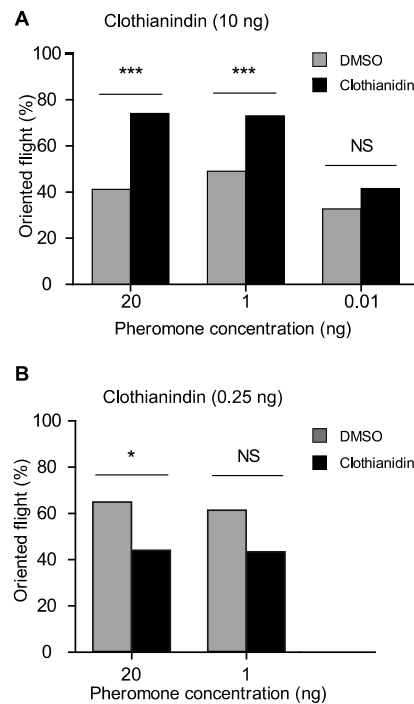 A
Clothianindin (10 ng)
DMSO
Clothianidin
Oriented flight (%)
100
80
60
40
20
0
***
***
NS
20 1 0.01
Pheromone concentration (ng)
B
Clothianindin (0.25 ng)
DMSO
Clothianidin
Oriented flight (%)
100
80
60
40
20
0
*
NS
20 1
Pheromone concentration (ng)